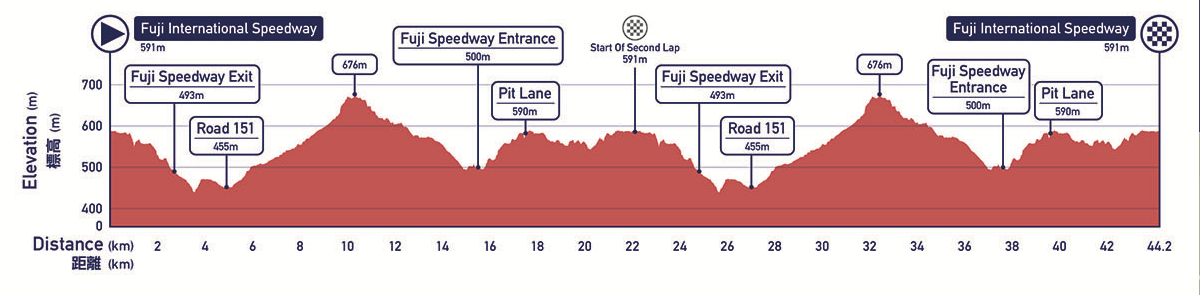 Fuji International Speedway
591m
Fuji Speedway Exit
493m
Road 151
455m
676m
Fuji Speedway Entrance
500m
Pit Lane
590m
Start Of Second Lap
591m
Fuji Speedway Exit
493m
Road 151
455m
676m
Fuji Speedway
Entrance
500m
Pit Lane
590m
Fuji International Speedway
591m
Elevation (m)
標高 (m)
700
600
500
400
0
Distance (km) 2 4 6 8 10 12 14 16 18 20 22 24 26 28 30 32 34 36 38 40 42 44.2
距離 (km)